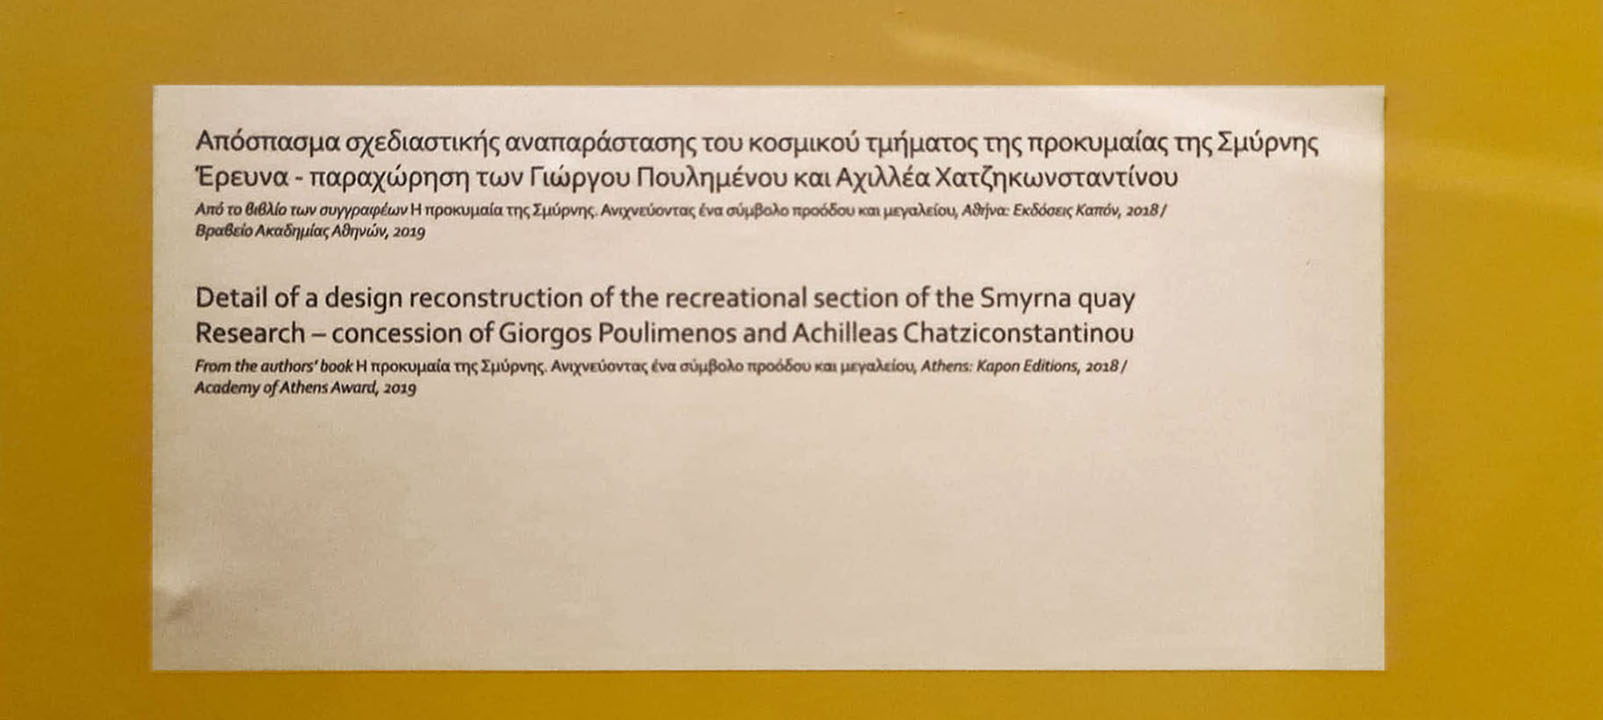 Απόσπασμα σχεδιαστικής αναπαράστασης του κοσμικού τμήματος της προκυμαίας της Σμύρνης
Έρευνα - παραχώρηση των Γιώργου Πουλημένου και Αχιλλέα Χατζηκωνσταντίνου
Από το βιβλίο των συγγραφέων Η προκυμαία της Σμύρνης. Ανιχνεύοντας ένα σύμβολο προόδου και μεγαλείου, Αθήνα: Εκδόσεις Καπόν, 2018 /
Βραβείο Ακαδημίας Αθηνών, 2019
Detail of a design reconstruction of the recreational section of the Smyrna quay
Research – concession of Giorgos Poulimenos and Achilleas Chatziconstantinou
From the authors' book Η προκυμαία της Σμύρνης. Ανιχνεύοντας ένα σύμβολο προόδου και μεγαλείου, Athens: Kapon Editions, 2018 /
Academy of Athens Award, 2019